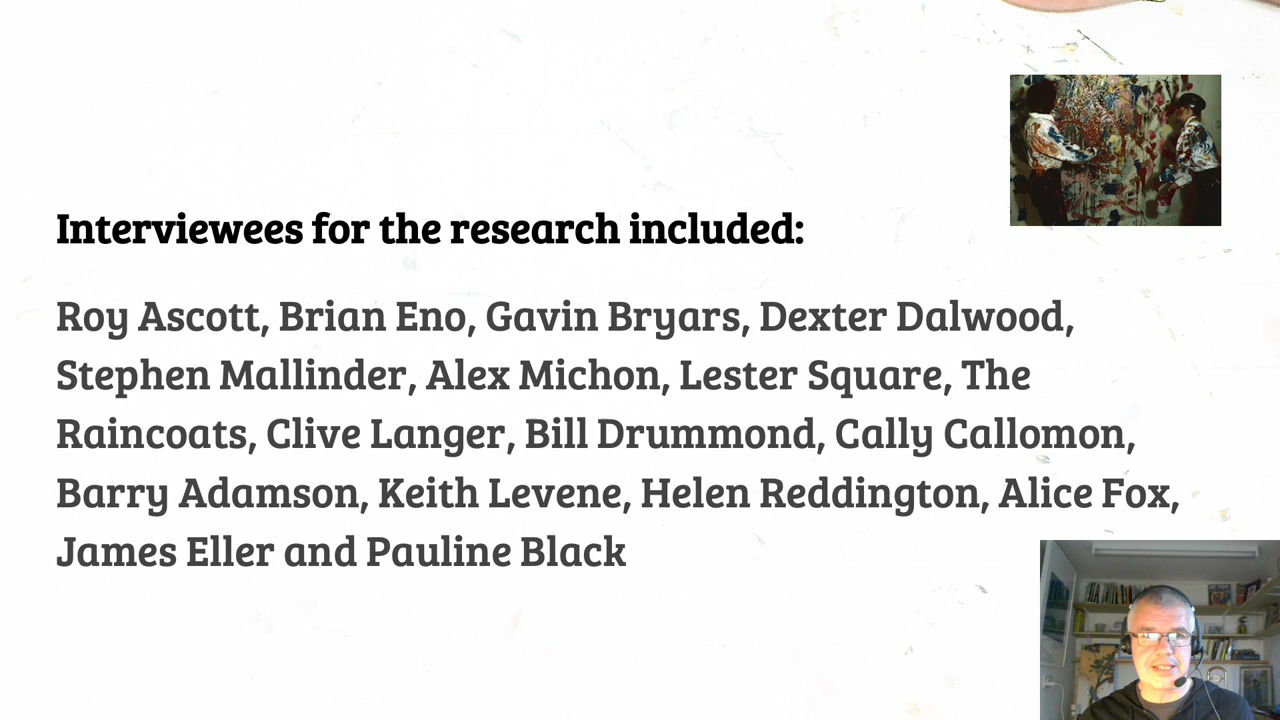 Interviewees for the research included:
Roy Ascott, Brian Eno, Gavin Bryars, Dexter Dalwood,
Stephen Mallinder, Alex Michon, Lester Square, The
Raincoats, Clive Langer, Bill Drummond, Cally Callomon,
Barry Adamson, Keith Levene, Helen Reddington, Alice Fox,
James Eller and Pauline Black